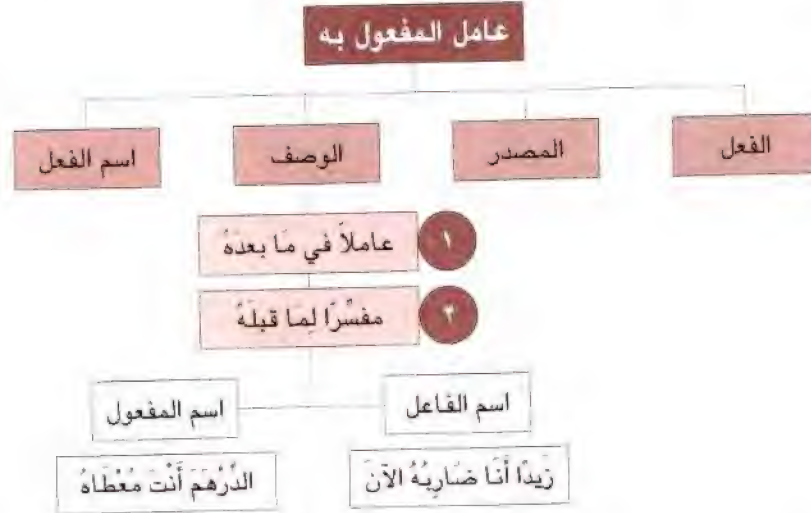 عامل المفعول به
الفعل
المصدر
الوصف
اسم الفعل
١ عاملاً في مَا بعدَهُ
٢ مفسِّرًا لِمَا قبلَهُ
اسم الفاعل
اسم المفعول
زَيدًا أَنَا ضَارِبُهُ الآنَ
الدِّرْهَمَ أَنْتَ مُعْطَاهُ